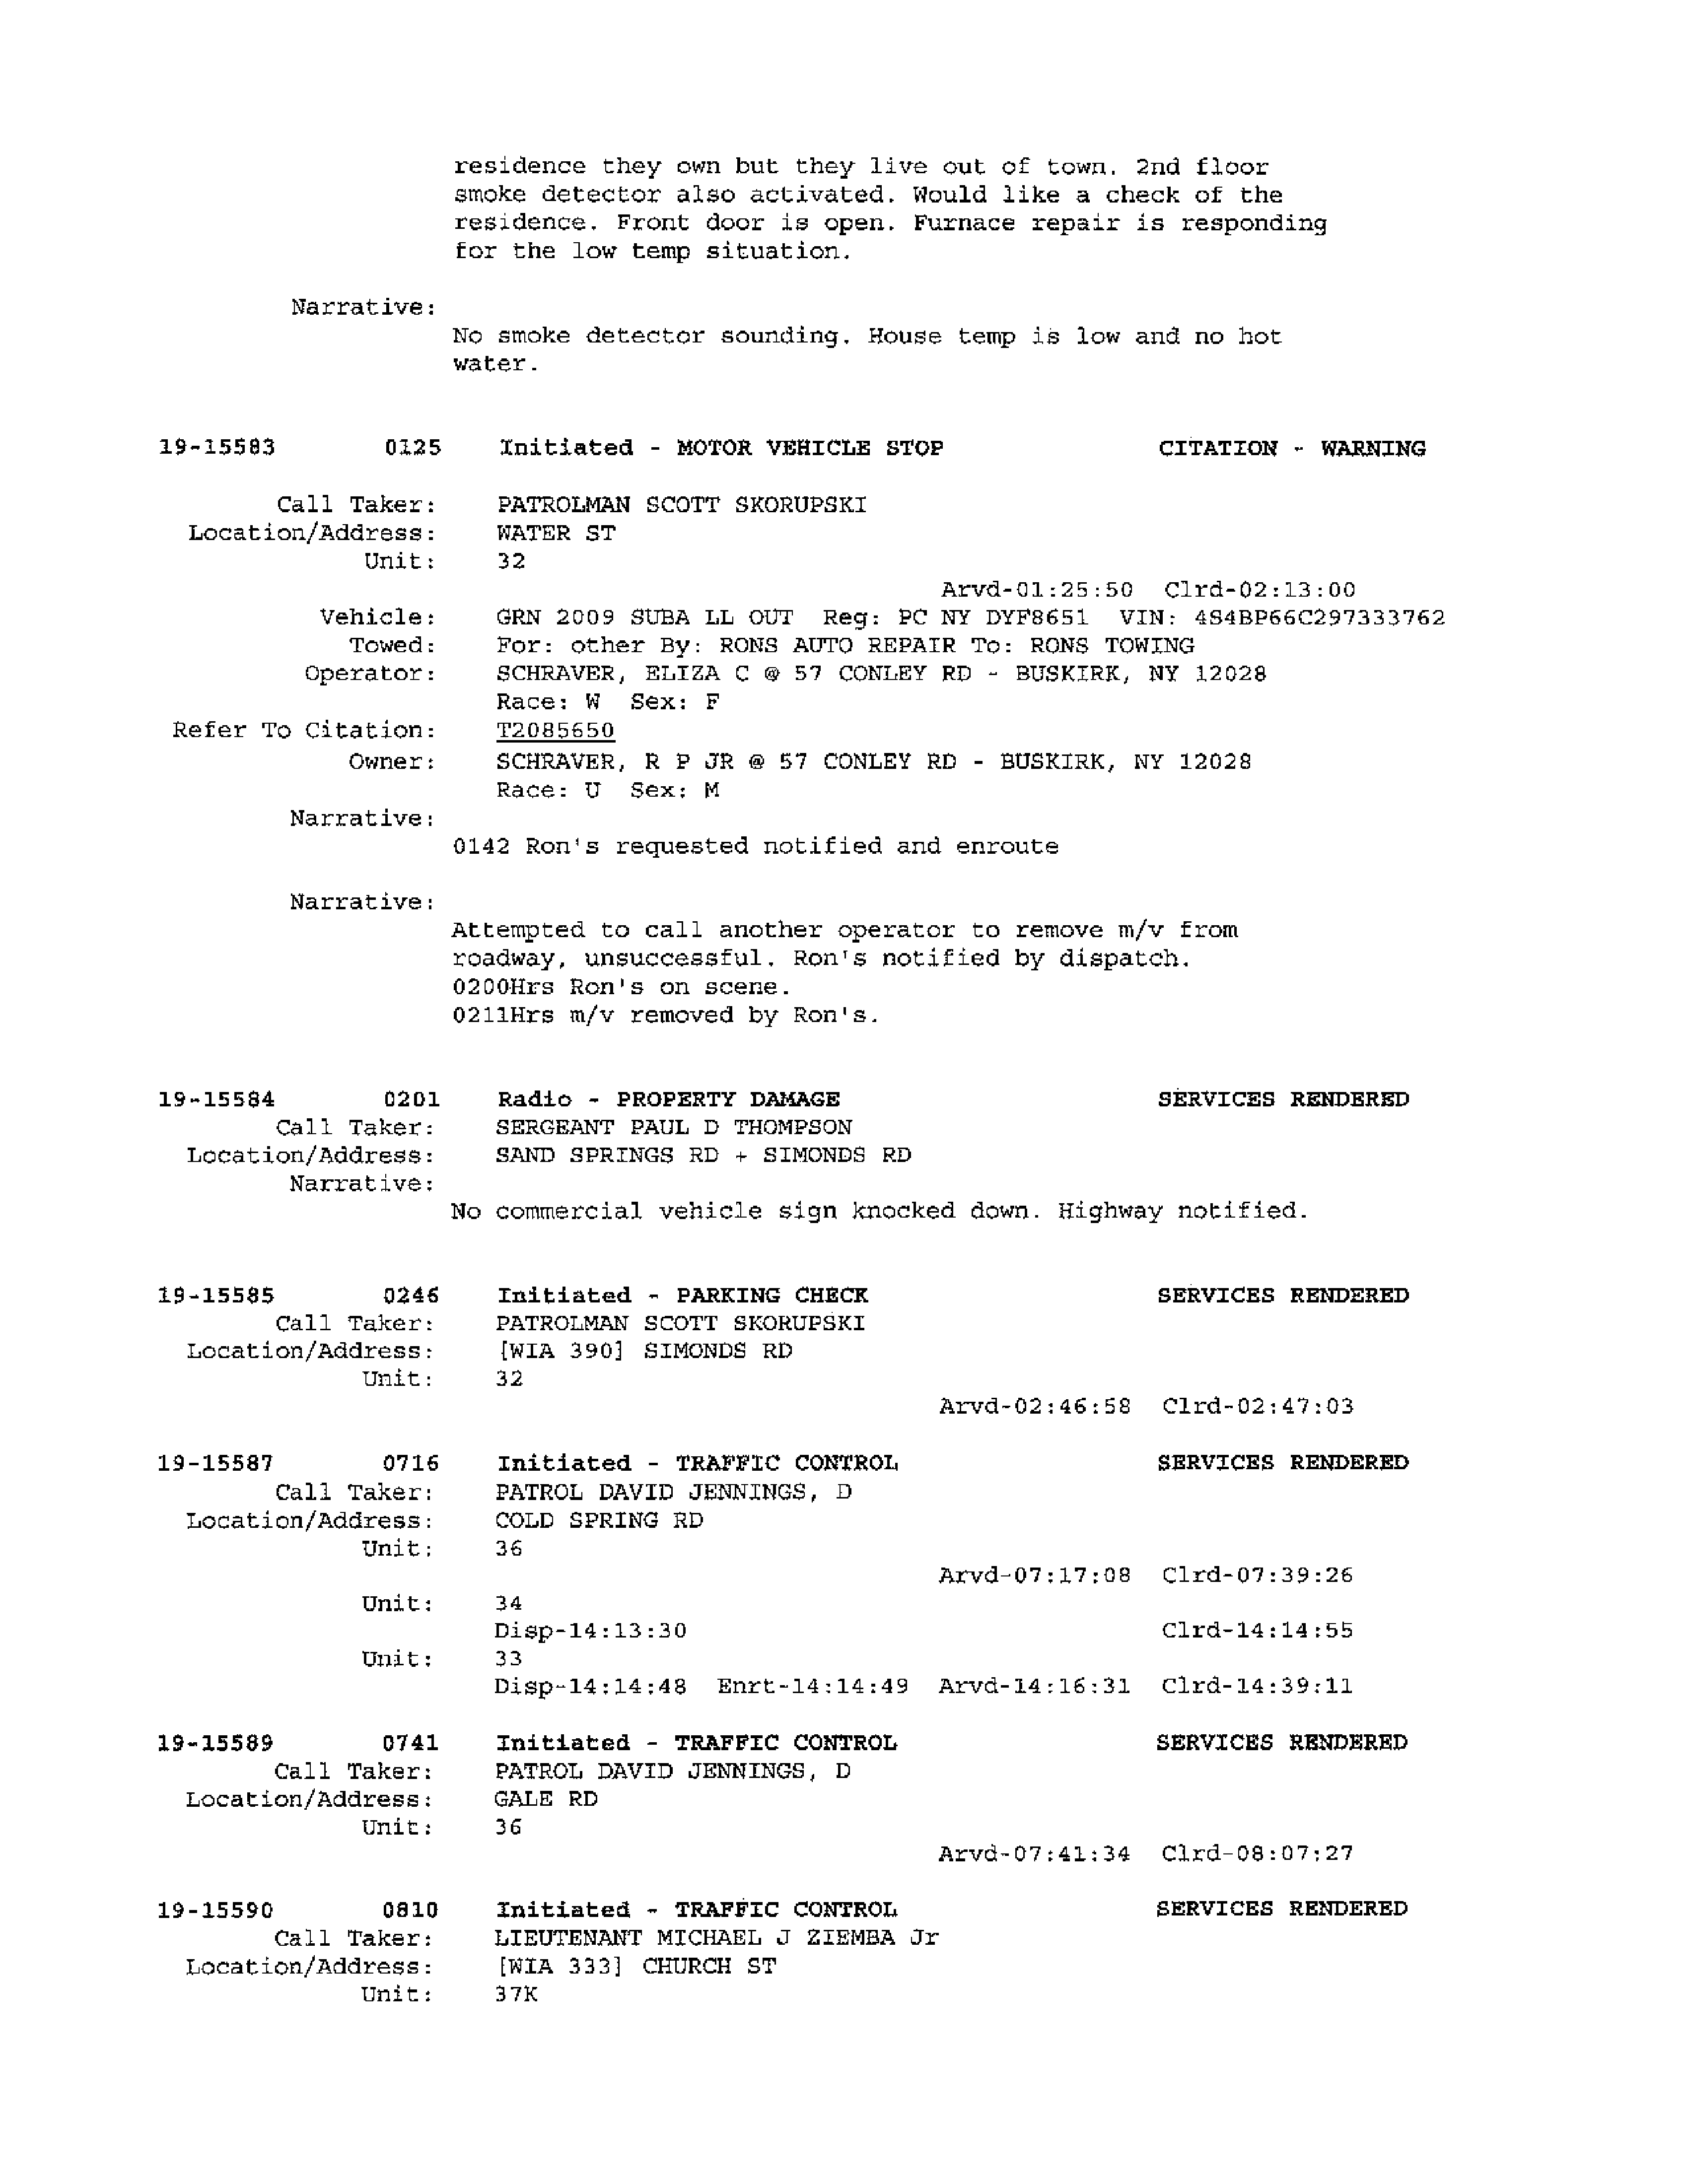 residence they own but they live out of town. 2nd floor
smoke detector also activated. Would like a check of the
residence. Front door is open. Furnace repair is responding
for the low temp situation.
Narrative:
No smoke detector sounding. House temp is low and no hot
water.
19-15583 0125 Initiated - MOTOR VEHICLE STOP CITATION - WARNING
Call Taker: PATROLMAN SCOTT SKORUPSKI
Location/Address: WATER ST
Unit: 32
Arvd-01:25:50 Clrd-02:13:00
Vehicle: GRN 2009 SUBA LL OUT Reg: PC NY DYF8651 VIN: 4S4BP66C297333762
Towed: For: other By: RONS AUTO REPAIR To: RONS TOWING
Operator: SCHRAVER, ELIZA C @ 57 CONLEY RD - BUSKIRK, NY 12028
Race: W Sex: F
Refer To Citation: T2085650
Owner: SCHRAVER, R P JR @ 57 CONLEY RD - BUSKIRK, NY 12028
Race: U Sex: M
Narrative:
0142 Ron's requested notified and enroute
Narrative:
Attempted to call another operator to remove m/v from
roadway, unsuccessful. Ron's notified by dispatch.
0200Hrs Ron's on scene.
0211Hrs m/v removed by Ron's.
19-15584 0201 Radio - PROPERTY DAMAGE SERVICES RENDERED
Call Taker: SERGEANT PAUL D THOMPSON
Location/Address: SAND SPRINGS RD + SIMONDS RD
Narrative:
No commercial vehicle sign knocked down. Highway notified.
19-15585 0246 Initiated - PARKING CHECK SERVICES RENDERED
Call Taker: PATROLMAN SCOTT SKORUPSKI
Location/Address: [WIA 390] SIMONDS RD
Unit: 32
Arvd-02:46:58 Clrd-02:47:03
19-15587 0716 Initiated - TRAFFIC CONTROL SERVICES RENDERED
Call Taker: PATROL DAVID JENNINGS, D
Location/Address: COLD SPRING RD
Unit: 36
Arvd-07:17:08 Clrd-07:39:26
Unit: 34
Disp-14:13:30 Clrd-14:14:55
Unit: 33
Disp-14:14:48 Enrt-14:14:49 Arvd-14:16:31 Clrd-14:39:11
19-15589 0741 Initiated - TRAFFIC CONTROL SERVICES RENDERED
Call Taker: PATROL DAVID JENNINGS, D
Location/Address: GALE RD
Unit: 36
Arvd-07:41:34 Clrd-08:07:27
19-15590 0810 Initiated - TRAFFIC CONTROL SERVICES RENDERED
Call Taker: LIEUTENANT MICHAEL J ZIEMBA Jr
Location/Address: [WIA 333] CHURCH ST
Unit: 37K